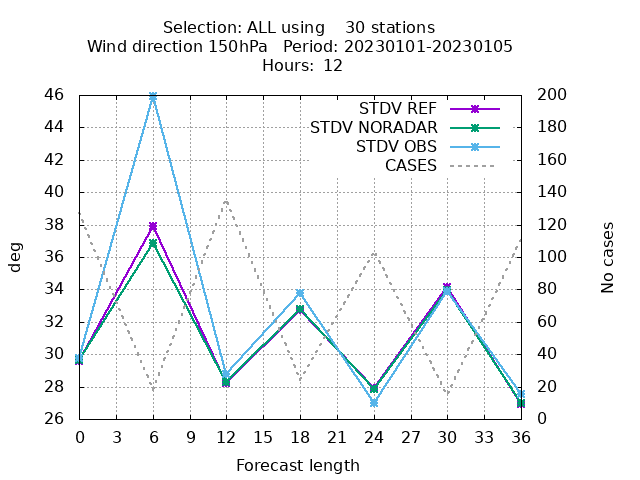 Selection: ALL using    30 stations
Wind direction 150hPa   Period: 20230101-20230105
Hours:  12
STDV REF
STDV NORADAR
STDV OBS
CASES
deg
46
44
42
40
38
36
34
32
30
28
26
200
180
160
140
120
100
80
60
40
20
0
No cases
0 3 6 9 12 15 18 21 24 27 30 33 36
Forecast length